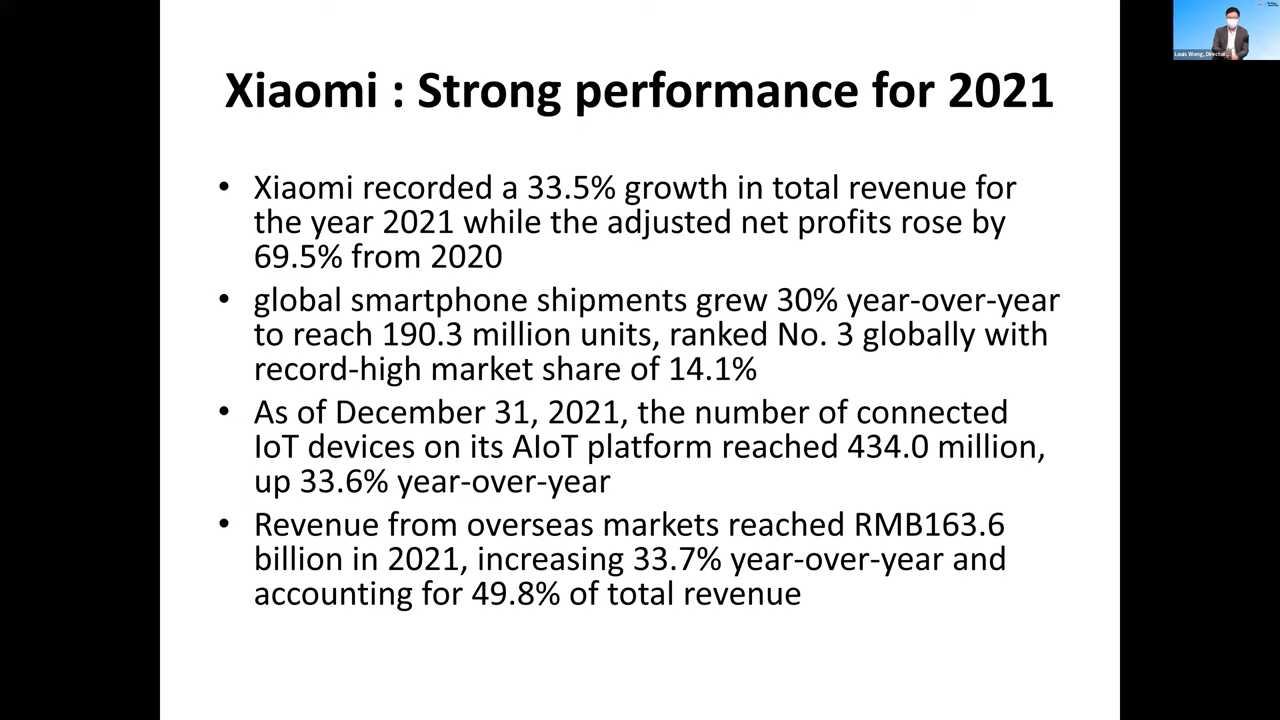 Xiaomi : Strong performance for 2021
• Xiaomi recorded a 33.5% growth in total revenue for
the year 2021 while the adjusted net profits rose by
69.5% from 2020
• global smartphone shipments grew 30% year-over-year
to reach 190.3 million units, ranked No. 3 globally with
record-high market share of 14.1%
• As of December 31, 2021, the number of connected
IoT devices on its AIoT platform reached 434.0 million,
up 33.6% year-over-year
• Revenue from overseas markets reached RMB163.6
billion in 2021, increasing 33.7% year-over-year and
accounting for 49.8% of total revenue
Louis Wong, Director...